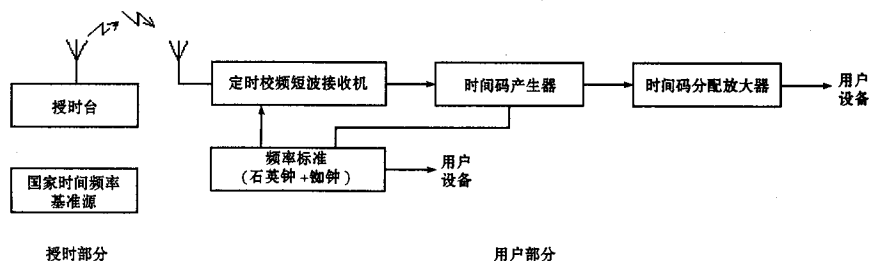 授时台
国家时间频率
基准源
授时部分
定时校频短波接收机
时间码产生器
时间码分配放大器
用户
设备
频率标准
(石英钟+铷钟)
用户
设备
用户部分